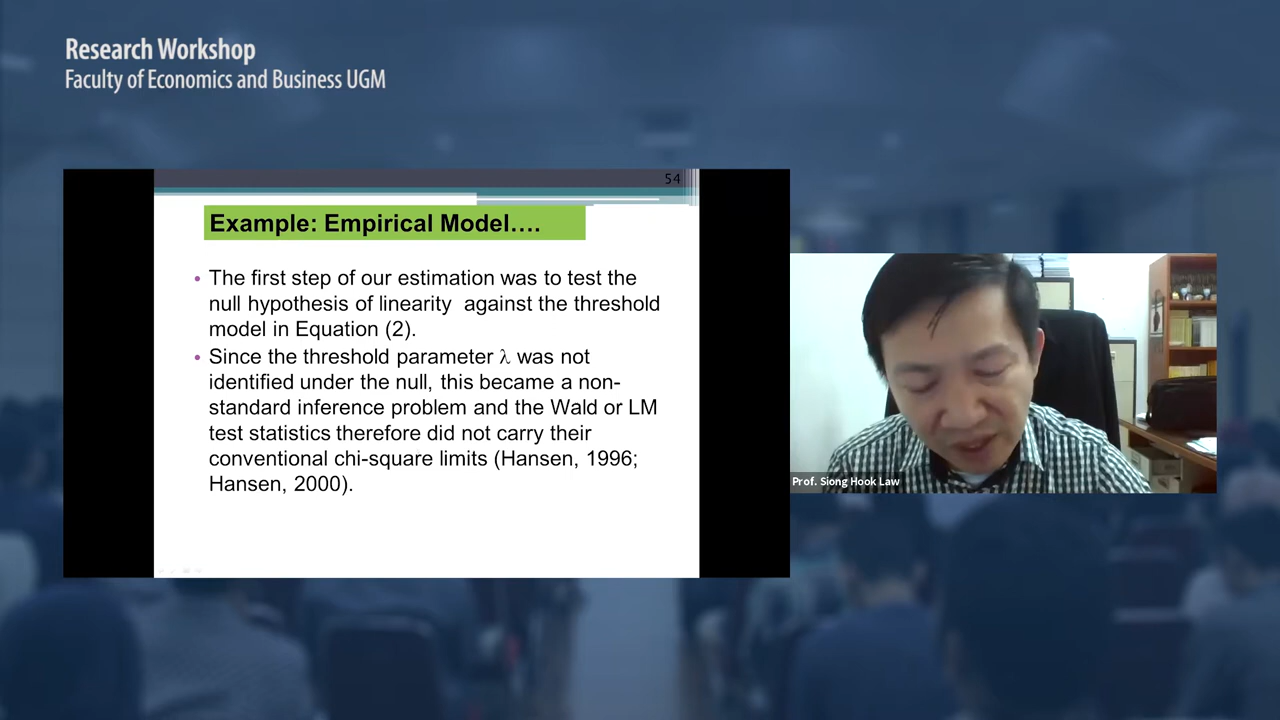 Research Workshop
Faculty of Economics and Business UGM
54
Example: Empirical Model….
• The first step of our estimation was to test the
null hypothesis of linearity  against the threshold
model in Equation (2).
• Since the threshold parameter λ was not
identified under the null, this became a non-
standard inference problem and the Wald or LM
test statistics therefore did not carry their
conventional chi-square limits (Hansen, 1996;
Hansen, 2000).
Prof. Siong Hook Law